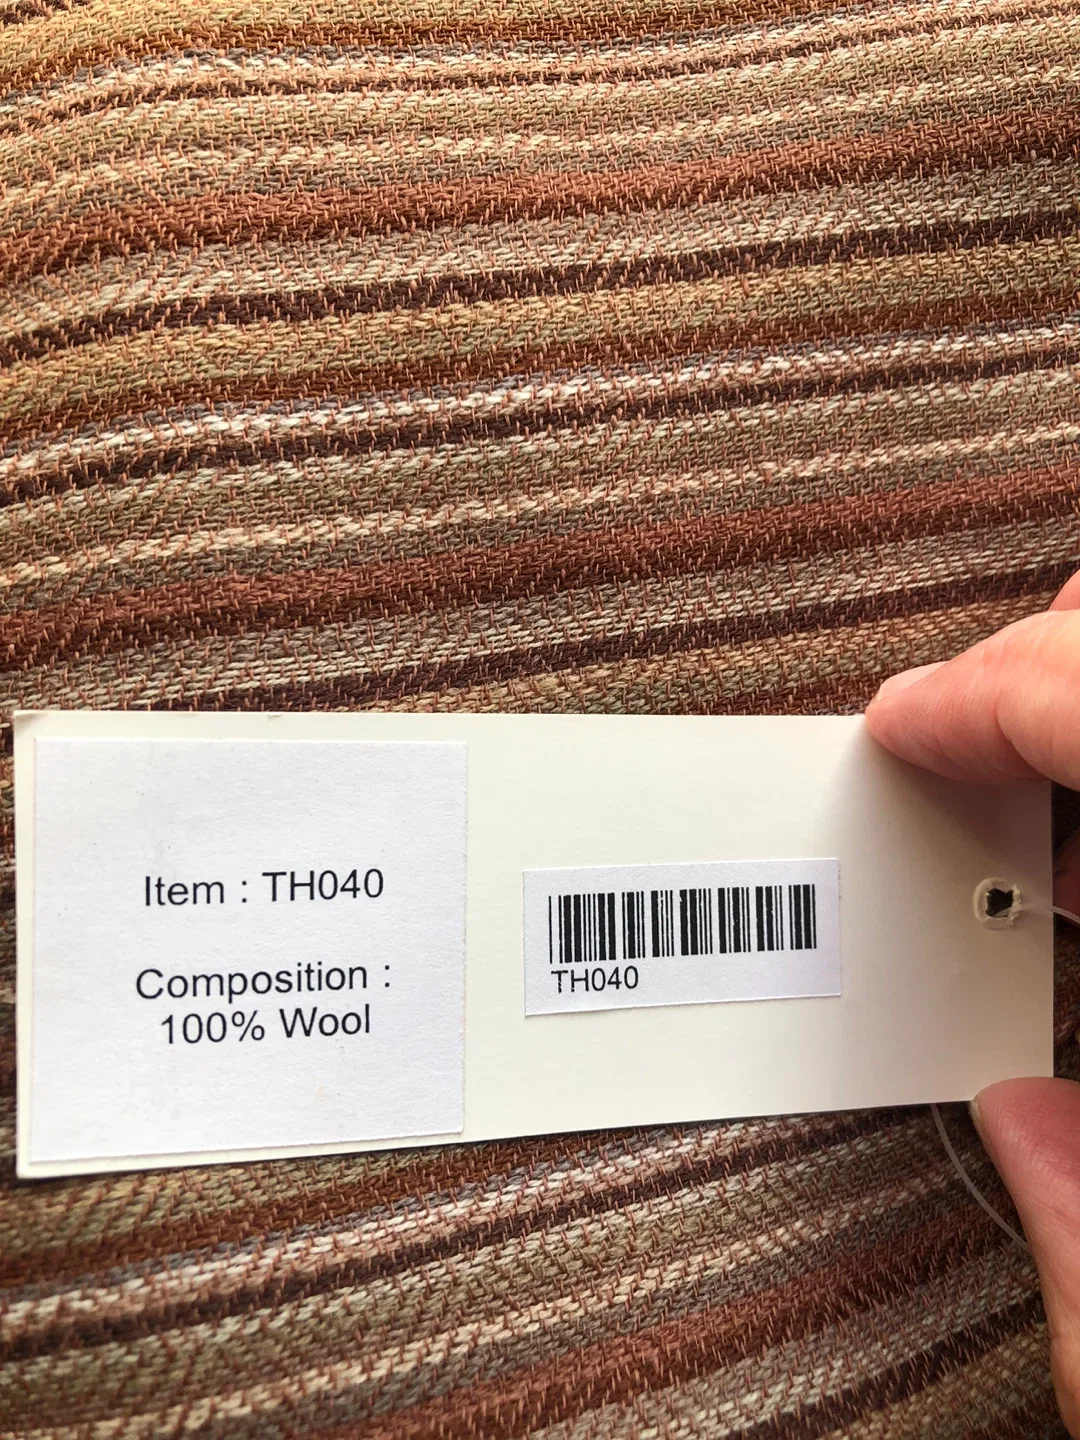 Item : TH040
Composition :
100% Wool
TH040